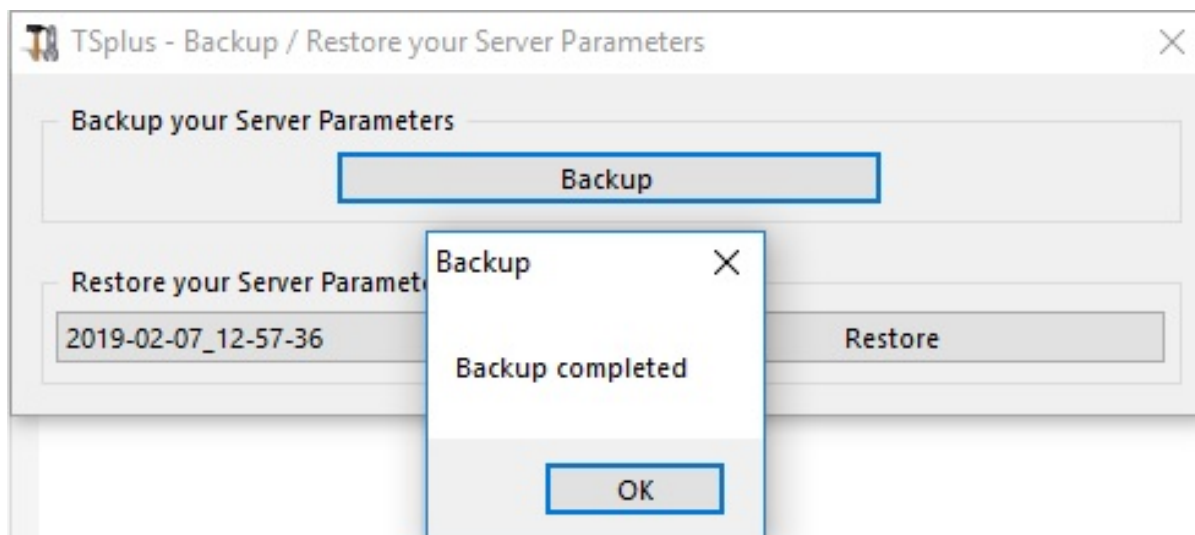 TSplus - Backup / Restore your Server Parameters
Backup your Server Parameters
Backup
Restore your Server Paramet
2019-02-07_12-57-36
Restore
Backup
Backup completed
OK